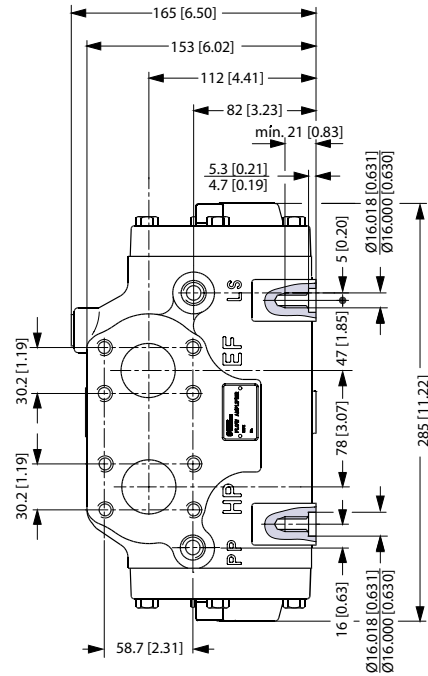 165 [6.50]
153 [6.02]
112 [4.41]
82 [3.23]
mín. 21 [0.83]
5.3 [0.21]
4.7 [0.19]
5 [0.20]
Ø16.018 [0.631]
Ø16.000 [0.630]
LS
EF
47 [1.85]
30.2 [1.19]
78 [3.07]
285 [11.22]
30.2 [1.19]
HP
PP
16 [0.63]
Ø16.018 [0.631]
Ø16.000 [0.630]
58.7 [2.31]
FLOW AMPLIFIER